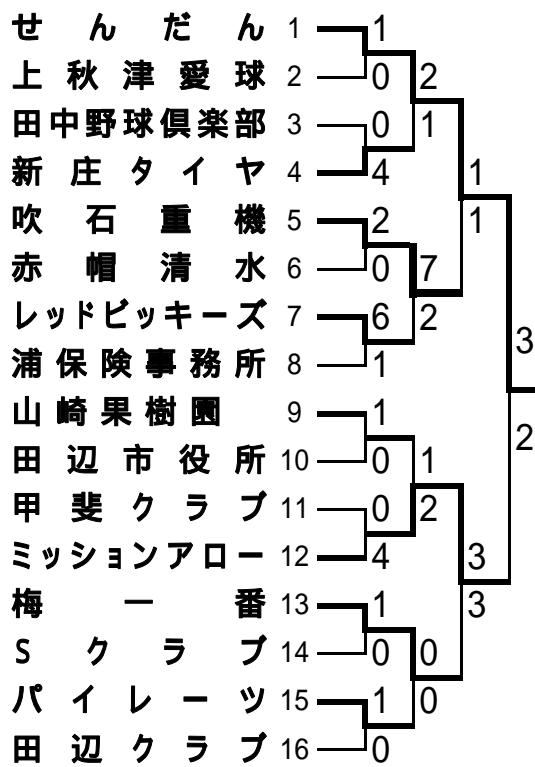 せんだん 1
上秋津愛球 2
田中野球倶楽部 3
新庄タイヤ 4
吹石重機 5
赤帽清水 6
レッドビッキーズ 7
浦保険事務所 8
山崎果樹園 9
田辺市役所 10
甲斐クラブ 11
ミッションアロー 12
梅一番 13
Sクラブ 14
パイレーツ 15
田辺クラブ 16
1
0
0
4
2
0
6
1
1
0
0
4
1
0
1
0
2
1
7
2
1
2
0
0
1
1
3
3
3
2